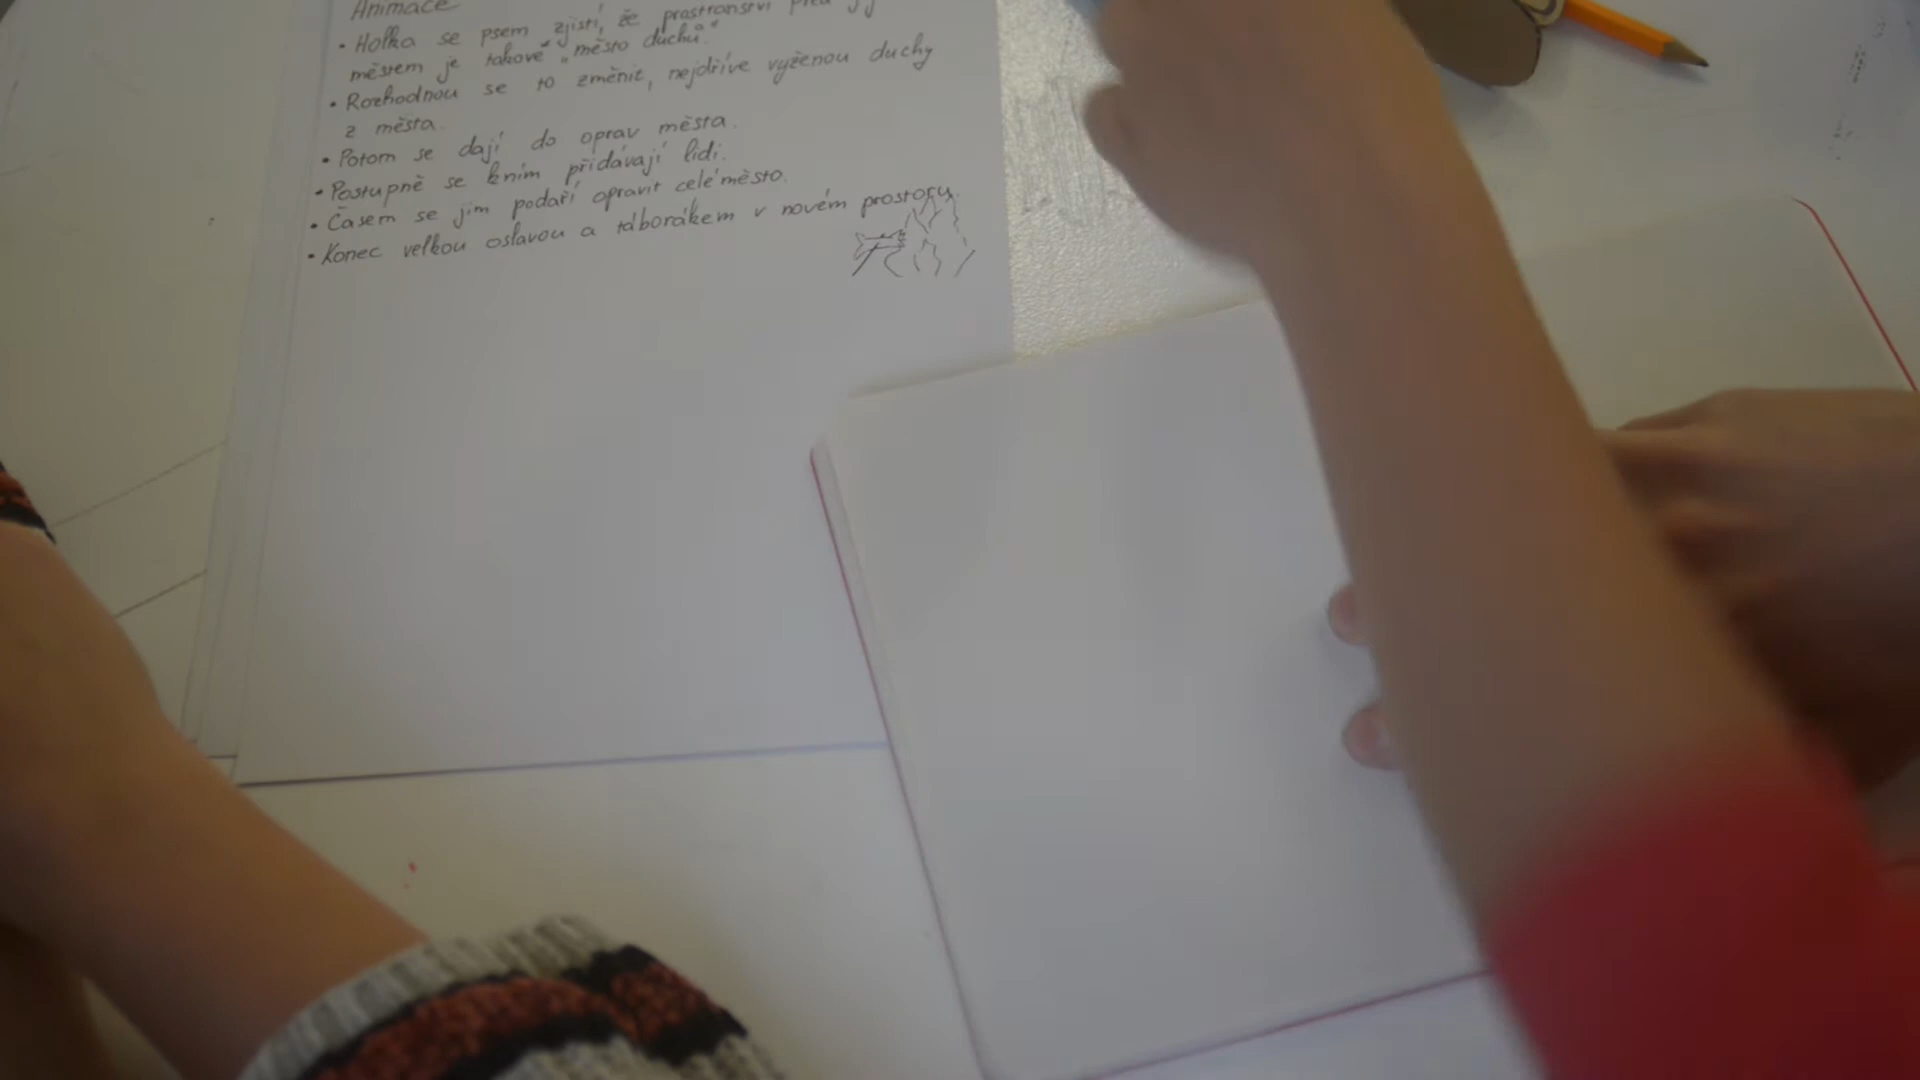 Animace
• Holka se psem zjistí, že prostranství před
městem je takové „město duchů“
• Rozhodnou se to změnit, nejdříve vyženou duchy
z města.
• Potom se dají do oprav města.
• Postupně se k ním přidávají lidi.
• Časem se jim podaří opravit celé město.
• Konec velkou oslavou a táborákem v novém prostoru.